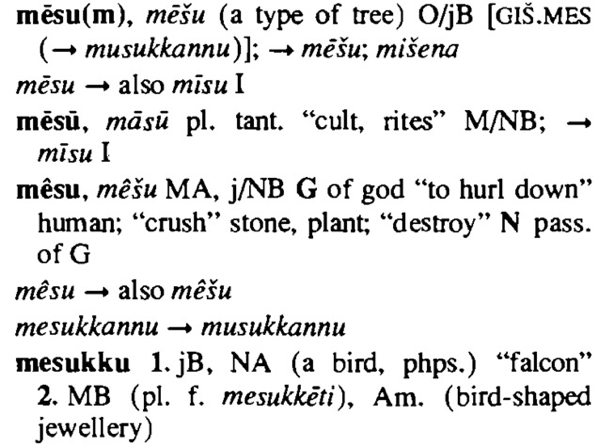 mēsu(m), mēšu (a type of tree) O/jB [GIŠ.MES
(→ musukkannu)]; → mēšu; mišena
mēsu → also mīsu I
mēsū, māsū pl. tant. “cult, rites” M/NB; →
mīsu I
mêsu, mêšu MA, j/NB G of god “to hurl down”
human; “crush” stone, plant; “destroy” N pass.
of G
mêsu → also mêšu
mesukkannu → musukkannu
mesukku 1. jB, NA (a bird, phps.) “falcon”
2. MB (pl. f. mesukkēti), Am. (bird-shaped
jewellery)